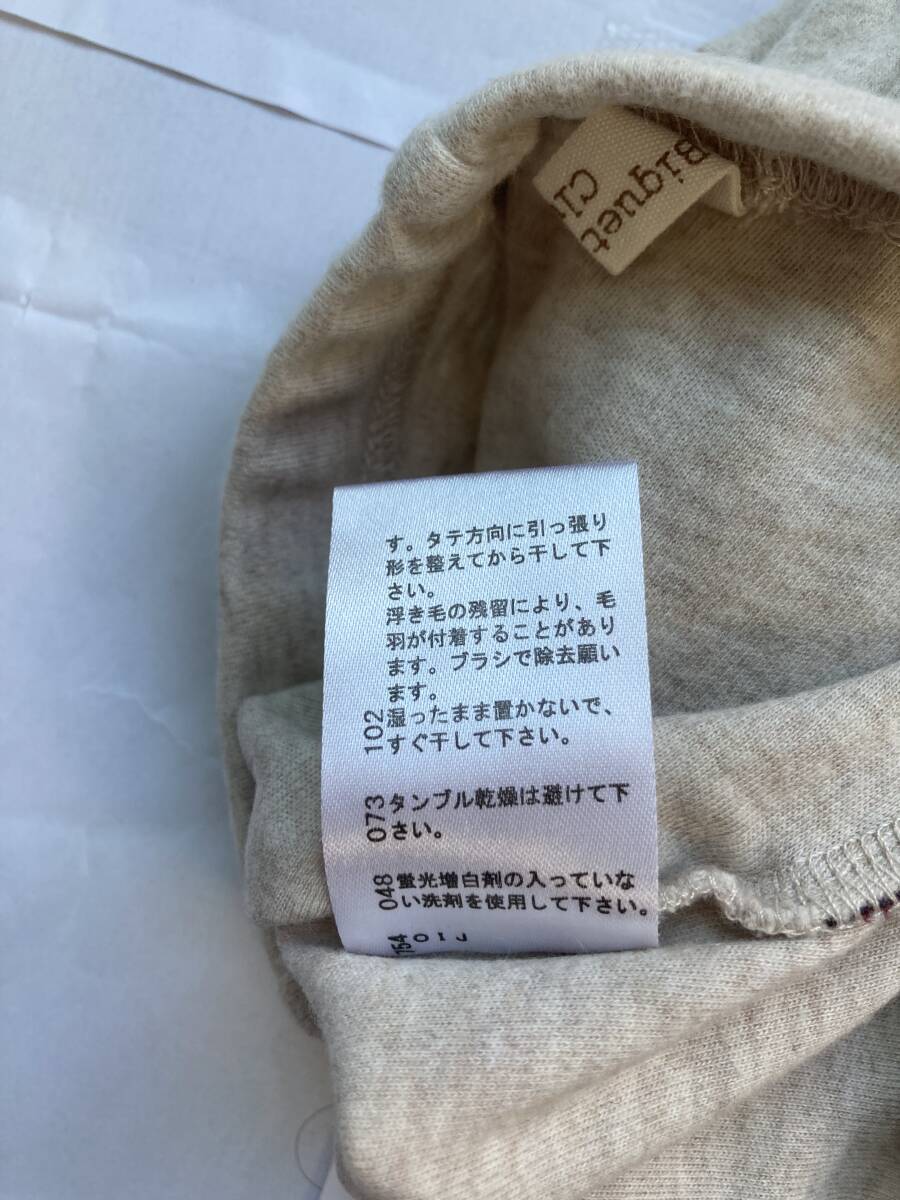 Biquet
Cl
す。タテ方向に引っ張り
形を整えてから干して下
さい。
浮き毛の残留により、毛
羽が付着することがあり
ます。ブラシで除去願い
ます。
102 湿ったまま置かないで、
すぐ干して下さい。
073 タンブル乾燥は避けて下
さい。
048 蛍光増白剤の入っていな
い洗剤を使用して下さい。